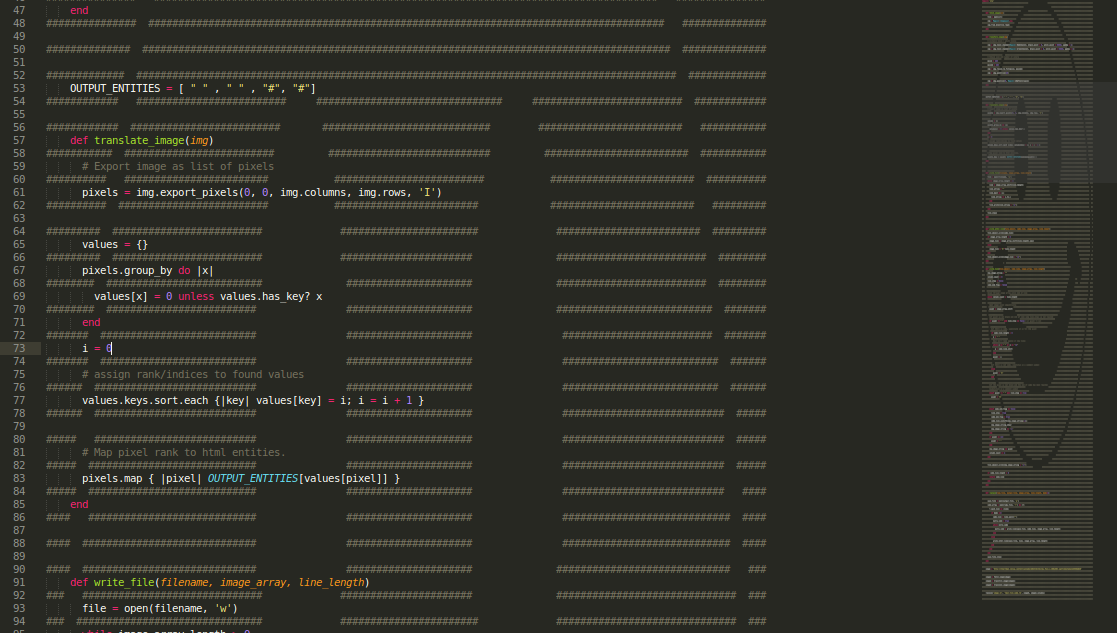 47 end
48 ###############  ######################################################################################   ##############
49
50 ##############  ########################################################################################  ##############
51
52 #############  ##########################################################################################  #############
53 OUTPUT_ENTITIES = [ " " , " " , "#", "#"]
54 ############   #########################     ###############################     #########################  ############
55
56 ############  #########################        ###########################        ########################   ###########
57 def translate_image(img)
58 ###########  #########################         ###########################         ########################  ###########
59 # Export image as list of pixels
60 ##########   ########################           #########################           ########################  ##########
61 pixels = img.export_pixels(0, 0, img.columns, img.rows, 'I')
62 ##########  #########################           ########################            ########################   #########
63
64 #########  #########################             #######################             ########################  #########
65 values = {}
66 #########  #########################             ######################              #########################  ########
67 pixels.group_by do |x|
68 ########  ##########################              #####################              #########################  ########
69 values[x] = 0 unless values.has_key? x
70 ########  #########################               #####################               #########################  #######
71 end
72 #######  ##########################               #####################               #########################  #######
73 i = 0
74 #######  ##########################               #####################               ##########################  ######
75 # assign rank/indices to found values
76 ######  ###########################               #####################               ##########################  ######
77 values.keys.sort.each {|key| values[key] = i; i = i + 1 }
78 ######  ###########################               #####################               ###########################  #####
79
80 #####   ###########################               #####################               ###########################  #####
81 # Map pixel rank to html entities.
82 #####  ############################               #####################               ###########################  #####
83 pixels.map { |pixel| OUTPUT_ENTITIES[values[pixel]] }
84 #####  ############################               #####################               ###########################   ####
85 end
86 ####   ############################               #####################               ############################  ####
87
88 ####  #############################               #####################               ############################  ####
89
90 ####  #############################               #####################               ############################   ###
91 def write_file(filename, image_array, line_length)
92 ###   ##############################             ######################              ##############################  ###
93 file = open(filename, 'w')
94 ###  ###############################             #######################             ##############################  ###